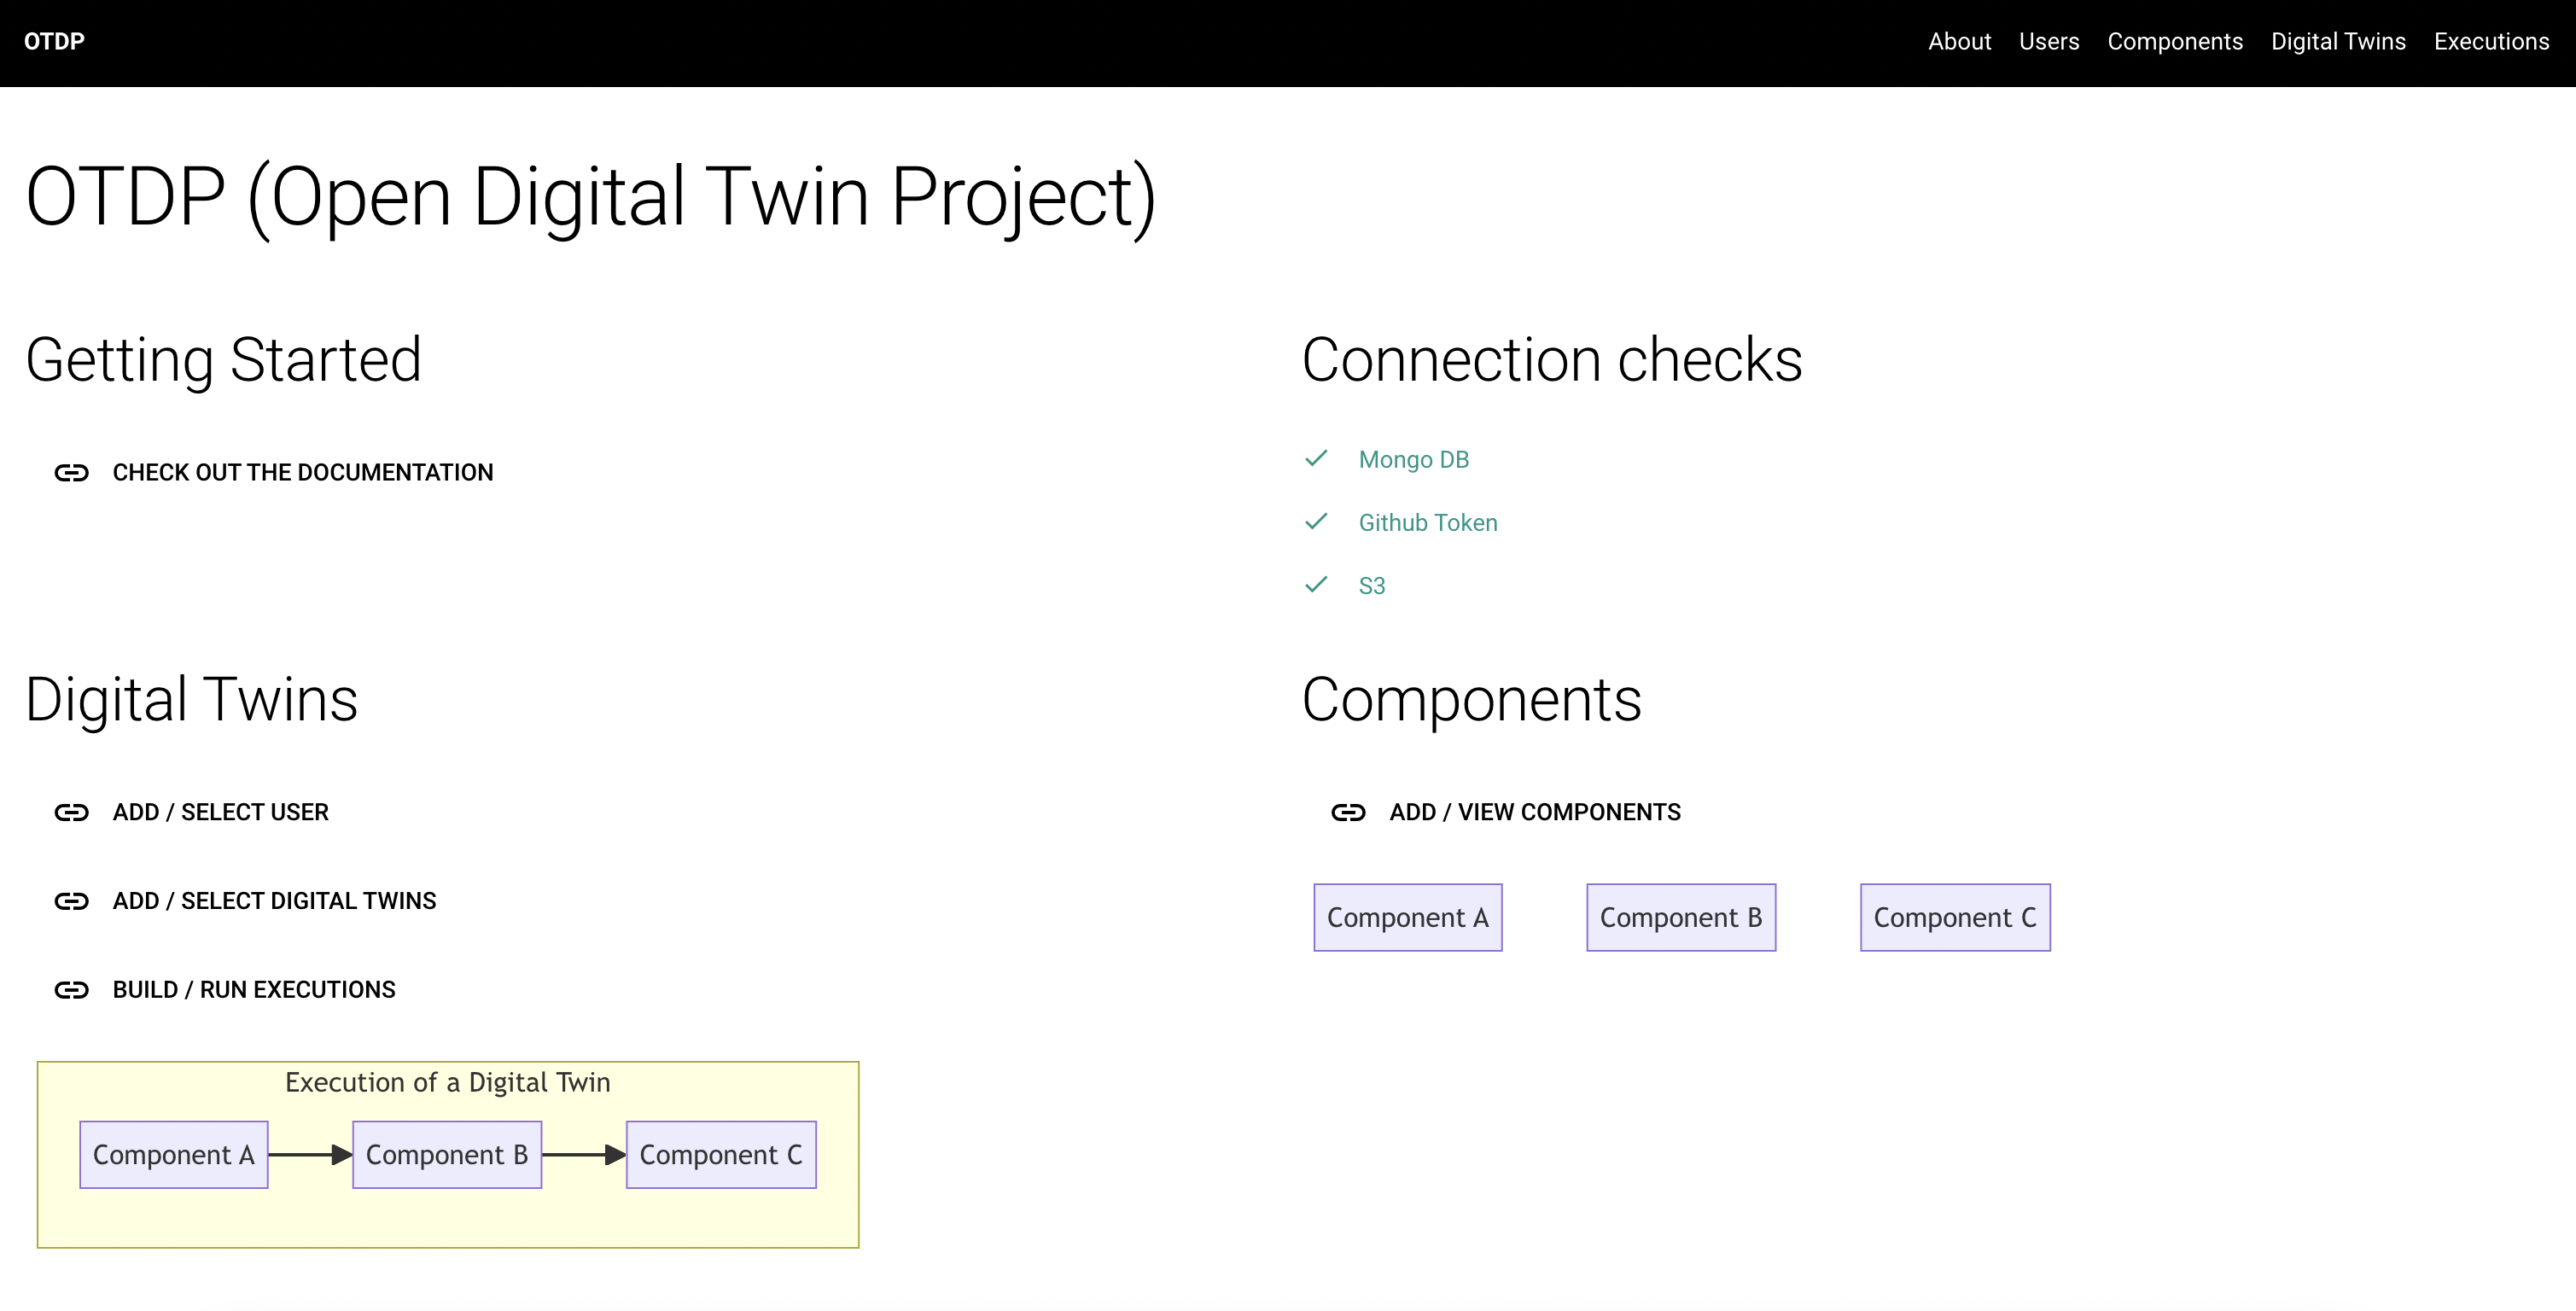 OTDP
About Users Components Digital Twins Executions
OTDP (Open Digital Twin Project)
Getting Started
CHECK OUT THE DOCUMENTATION
Connection checks
Mongo DB
Github Token
S3
Digital Twins
ADD / SELECT USER
ADD / SELECT DIGITAL TWINS
BUILD / RUN EXECUTIONS
Execution of a Digital Twin
Component A Component B Component C
Components
ADD / VIEW COMPONENTS
Component A Component B Component C